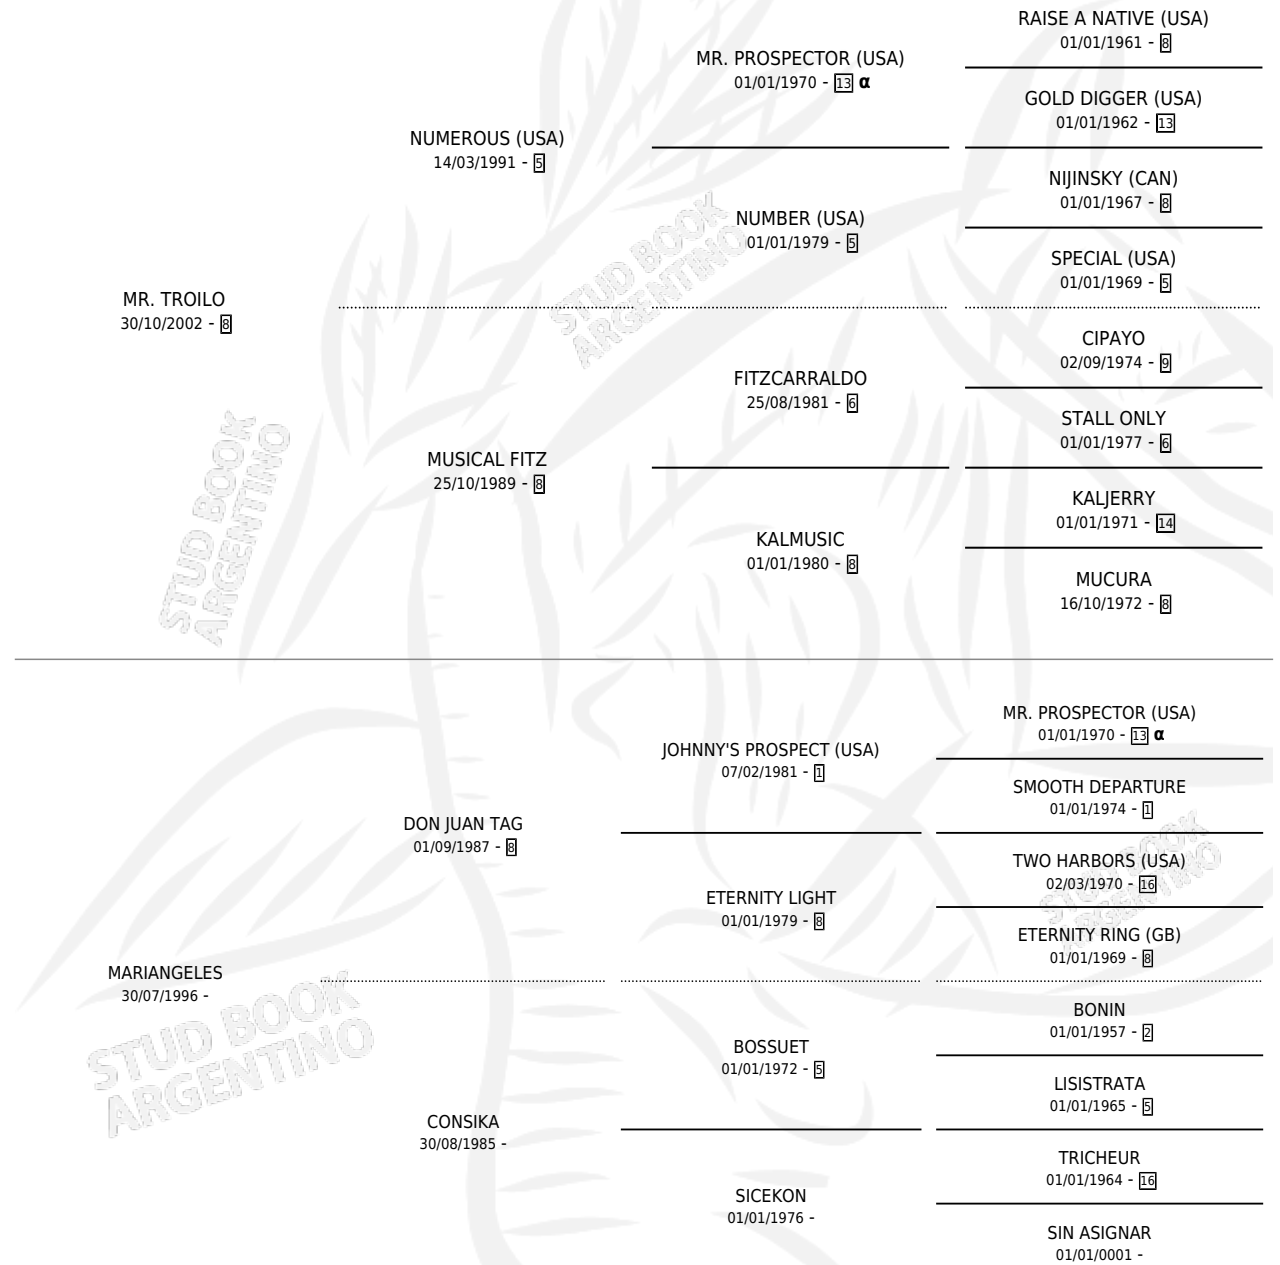 RAISE A NATIVE (USA)
01/01/1961 - 8
MR. PROSPECTOR (USA)
01/01/1970 - 13 α
GOLD DIGGER (USA)
01/01/1962 - 13
NUMEROUS (USA)
14/03/1991 - 5
NIJINSKY (CAN)
01/01/1967 - 8
NUMBER (USA)
01/01/1979 - 5
SPECIAL (USA)
01/01/1969 - 5
MR. TROILO
30/10/2002 - 8
CIPAYO
02/09/1974 - 9
FITZCARRALDO
25/08/1981 - 6
STALL ONLY
01/01/1977 - 6
MUSICAL FITZ
25/10/1989 - 8
KALJERRY
01/01/1971 - 14
KALMUSIC
01/01/1980 - 8
MUCURA
16/10/1972 - 8
STUD BOOK
ARGENTINO
STUD BOOK
ARGENTINO
MR. PROSPECTOR (USA)
01/01/1970 - 13 α
JOHNNY'S PROSPECT (USA)
07/02/1981 - 1
SMOOTH DEPARTURE
01/01/1974 - 1
DON JUAN TAG
01/09/1987 - 8
TWO HARBORS (USA)
02/03/1970 - 16
ETERNITY LIGHT
01/01/1979 - 8
ETERNITY RING (GB)
01/01/1969 - 8
MARIANGELES
30/07/1996 -
BONIN
01/01/1957 - 2
BOSSUET
01/01/1972 - 5
LISISTRATA
01/01/1965 - 5
CONSIKA
30/08/1985 -
TRICHEUR
01/01/1964 - 16
SICEKON
01/01/1976 -
SIN ASIGNAR
01/01/0001 -
STUD BOOK
ARGENTINO
STUD BOOK
ARGENTINO